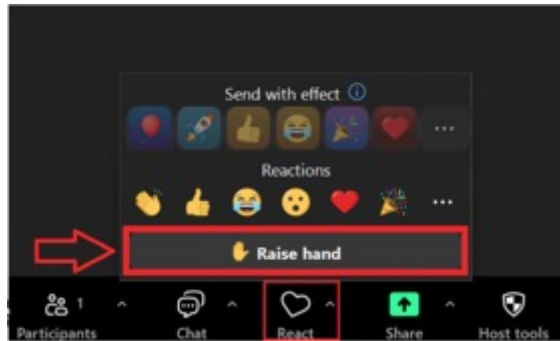 Send with effect
Reactions
Raise hand
1
Participants Chat React Share Host tools